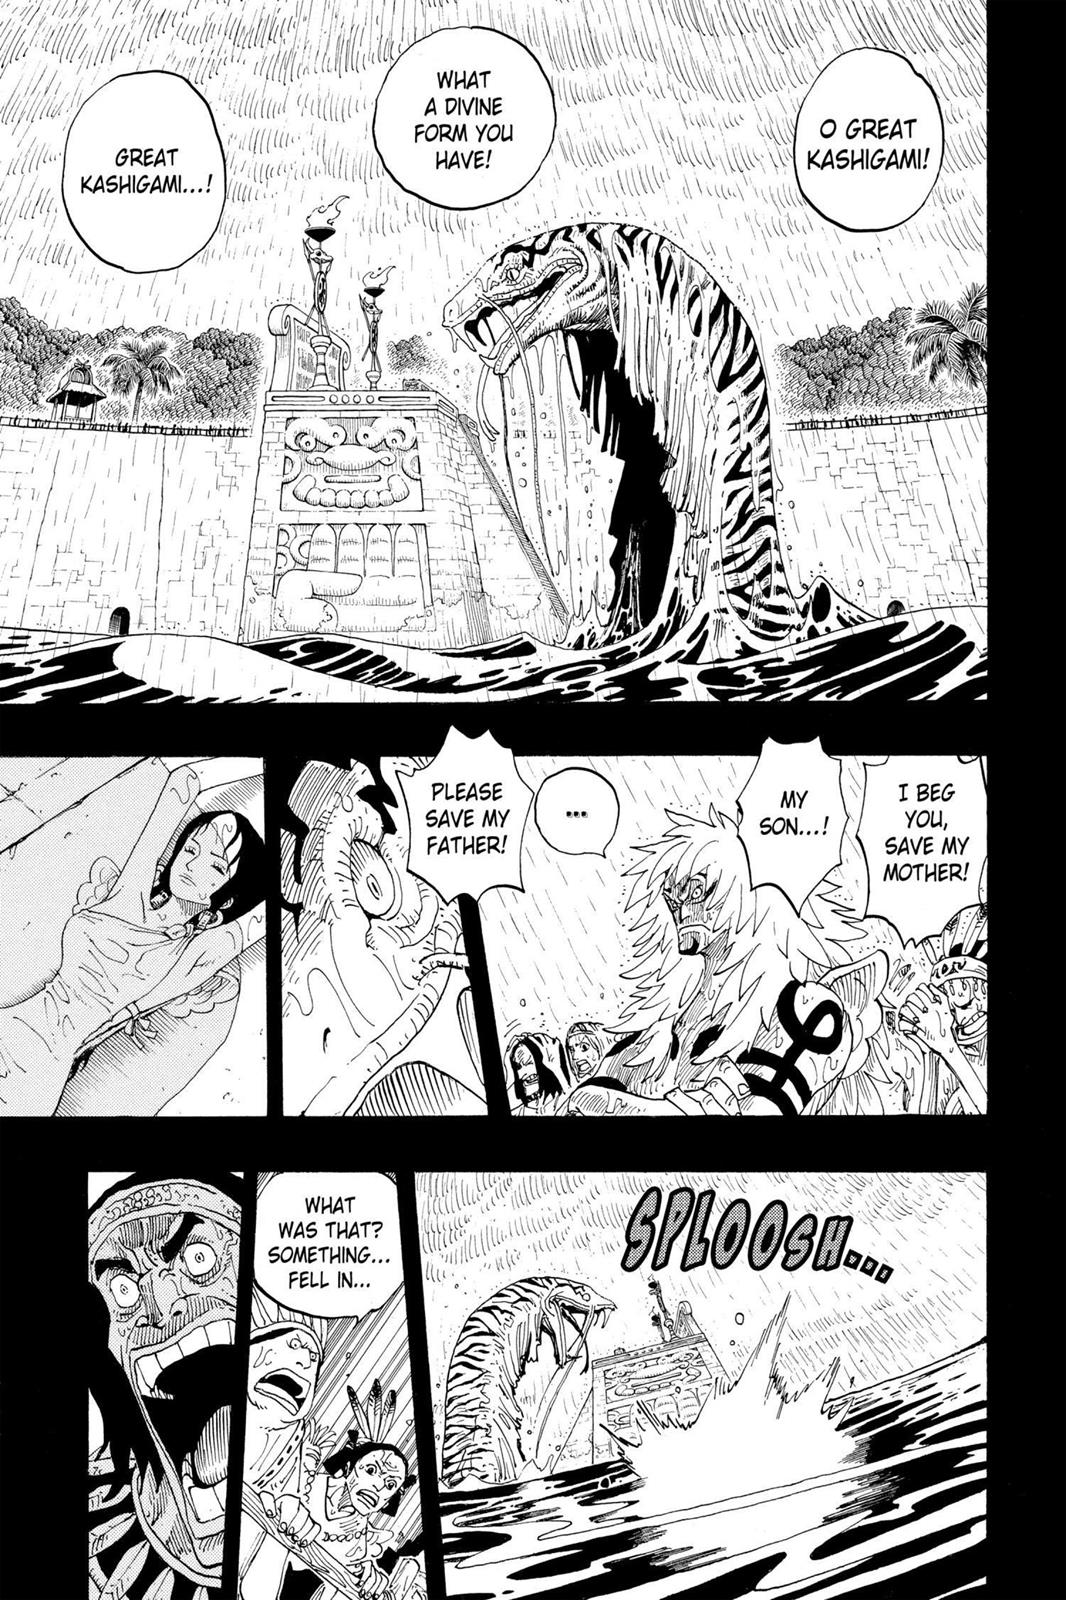 O GREAT
KASHIGAMI!
WHAT
A DIVINE
FORM YOU
HAVE!
GREAT
KASHIGAMI...!
I BEG
YOU,
SAVE MY
MOTHER!
MY
SON...!
...
PLEASE
SAVE MY
FATHER!
SPLOOSH...
WHAT
WAS THAT?
SOMETHING...
FELL IN...